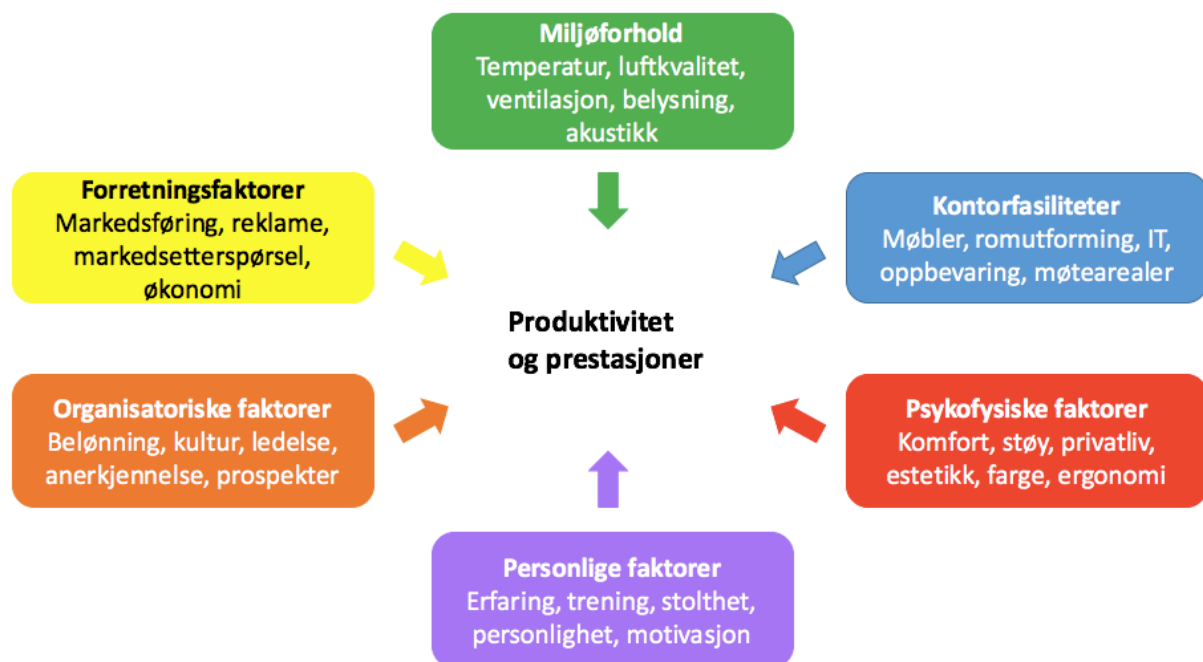 Miljøforhold
Temperatur, luftkvalitet,
ventilasjon, belysning,
akustikk
Forretningsfaktorer
Markedsføring, reklame,
markedsetterspørsel,
økonomi
Kontorfasiliteter
Møbler, romutforming, IT,
oppbevaring, møtearealer
Produktivitet
og prestasjoner
Organisatoriske faktorer
Belønning, kultur, ledelse,
anerkjennelse, prospekter
Psykofysiske faktorer
Komfort, støy, privatliv,
estetikk, farge, ergonomi
Personlige faktorer
Erfaring, trening, stolthet,
personlighet, motivasjon